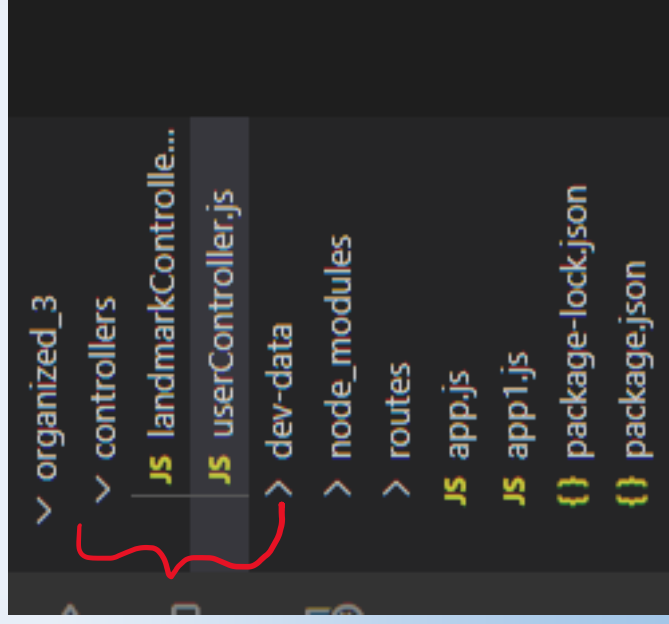 organized_3
controllers
JS landmarkControlle...
JS userController.js
dev-data
node_modules
routes
JS app.js
JS app1.js
{} package-lock.json
{} package.json